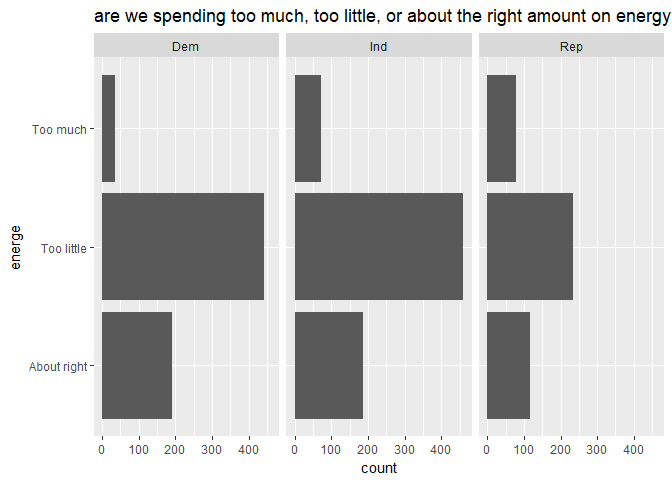 are we spending too much, too little, or about the right amount on energy
Dem Ind Rep
Too much
Too little
About right
energe
0 100 200 300 400 0 100 200 300 400 0 100 200 300 400
count